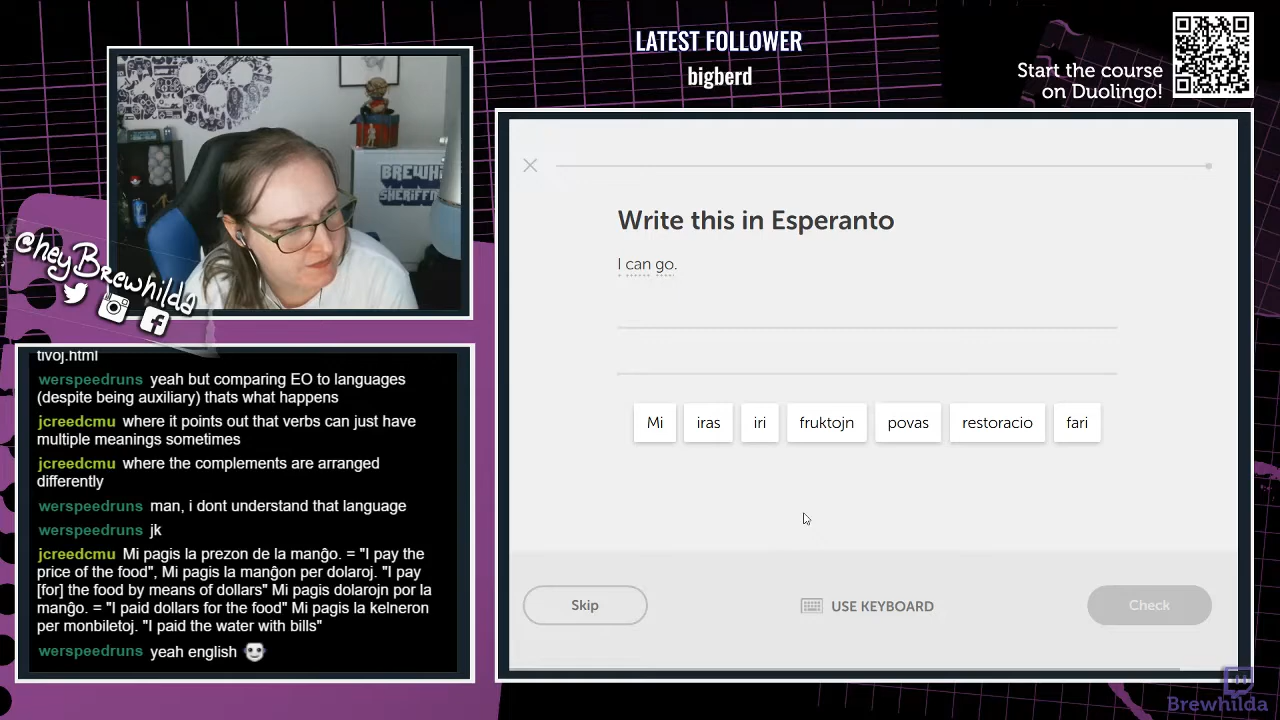 LATEST FOLLOWER
bigberd
Start the course
on Duolingo!
BREWH
SHERIFF
@heyBrewhilda
tivoj.html
werspeedruns yeah but comparing EO to languages
(despite being auxiliary) thats what happens
jcreedcmu where it points out that verbs can just have
multiple meanings sometimes
jcreedcmu where the complements are arranged
differently
werspeedruns man, i dont understand that language
werspeedruns jk
jcreedcmu Mi pagis la prezon de la manĝo. = "I pay the
price of the food", Mi pagis la manĝon per dolaroj. "I pay
[for] the food by means of dollars" Mi pagis dolarojn por la
manĝo. = "I paid dollars for the food" Mi pagis la kelneron
per monbiletoj. "I paid the water with bills"
werspeedruns yeah english
Write this in Esperanto
I can go.
Mi iras iri fruktojn povas restoracio fari
Skip
USE KEYBOARD
Check
Brewhilda